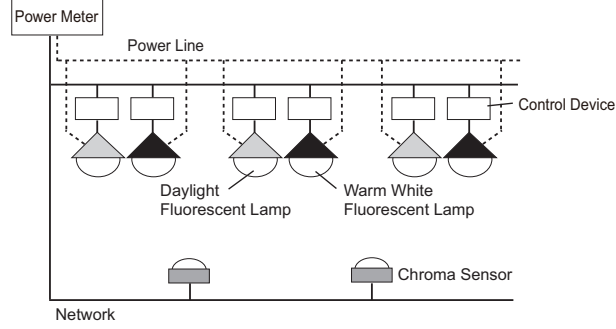 Power Meter
Power Line
Control Device
Daylight
Fluorescent Lamp
Warm White
Fluorescent Lamp
Chroma Sensor
Network